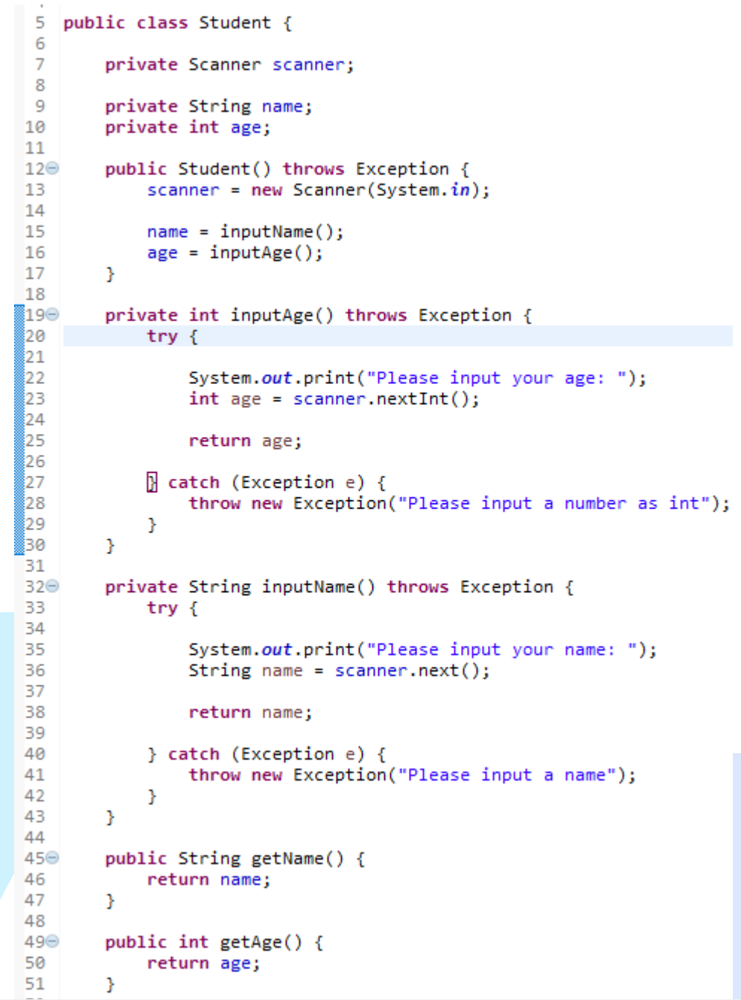 5 public class Student {
6
7 private Scanner scanner;
8
9 private String name;
10 private int age;
11
12 public Student() throws Exception {
13 scanner = new Scanner(System.in);
14
15 name = inputName();
16 age = inputAge();
17 }
18
19 private int inputAge() throws Exception {
20 try {
21
22 System.out.print("Please input your age: ");
23 int age = scanner.nextInt();
24
25 return age;
26
27 } catch (Exception e) {
28 throw new Exception("Please input a number as int");
29 }
30 }
31
32 private String inputName() throws Exception {
33 try {
34
35 System.out.print("Please input your name: ");
36 String name = scanner.next();
37
38 return name;
39
40 } catch (Exception e) {
41 throw new Exception("Please input a name");
42 }
43 }
44
45 public String getName() {
46 return name;
47 }
48
49 public int getAge() {
50 return age;
51 }